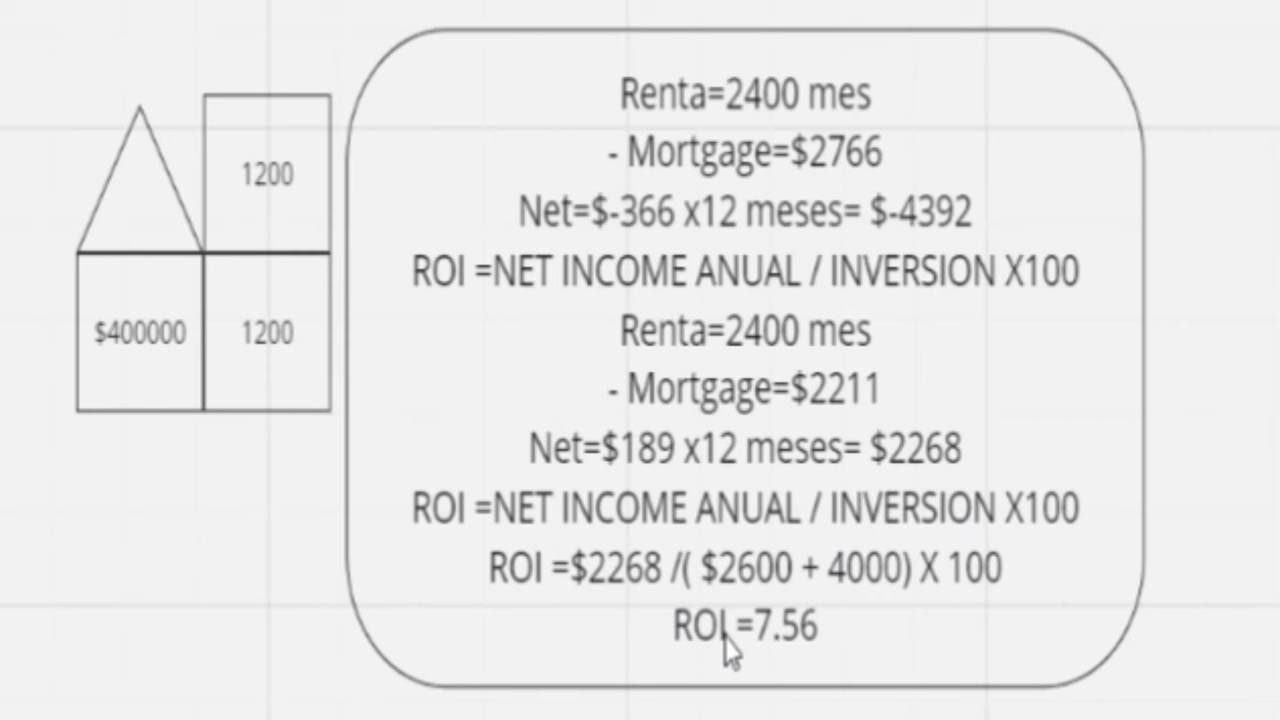 1200
$400000
1200
Renta=2400 mes
- Mortgage=$2766
Net=$-366 x12 meses= $-4392
ROI =NET INCOME ANUAL / INVERSION X100
Renta=2400 mes
- Mortgage=$2211
Net=$189 x12 meses= $2268
ROI =NET INCOME ANUAL / INVERSION X100
ROI =$2268 /( $2600 + 4000) X 100
ROI =7.56